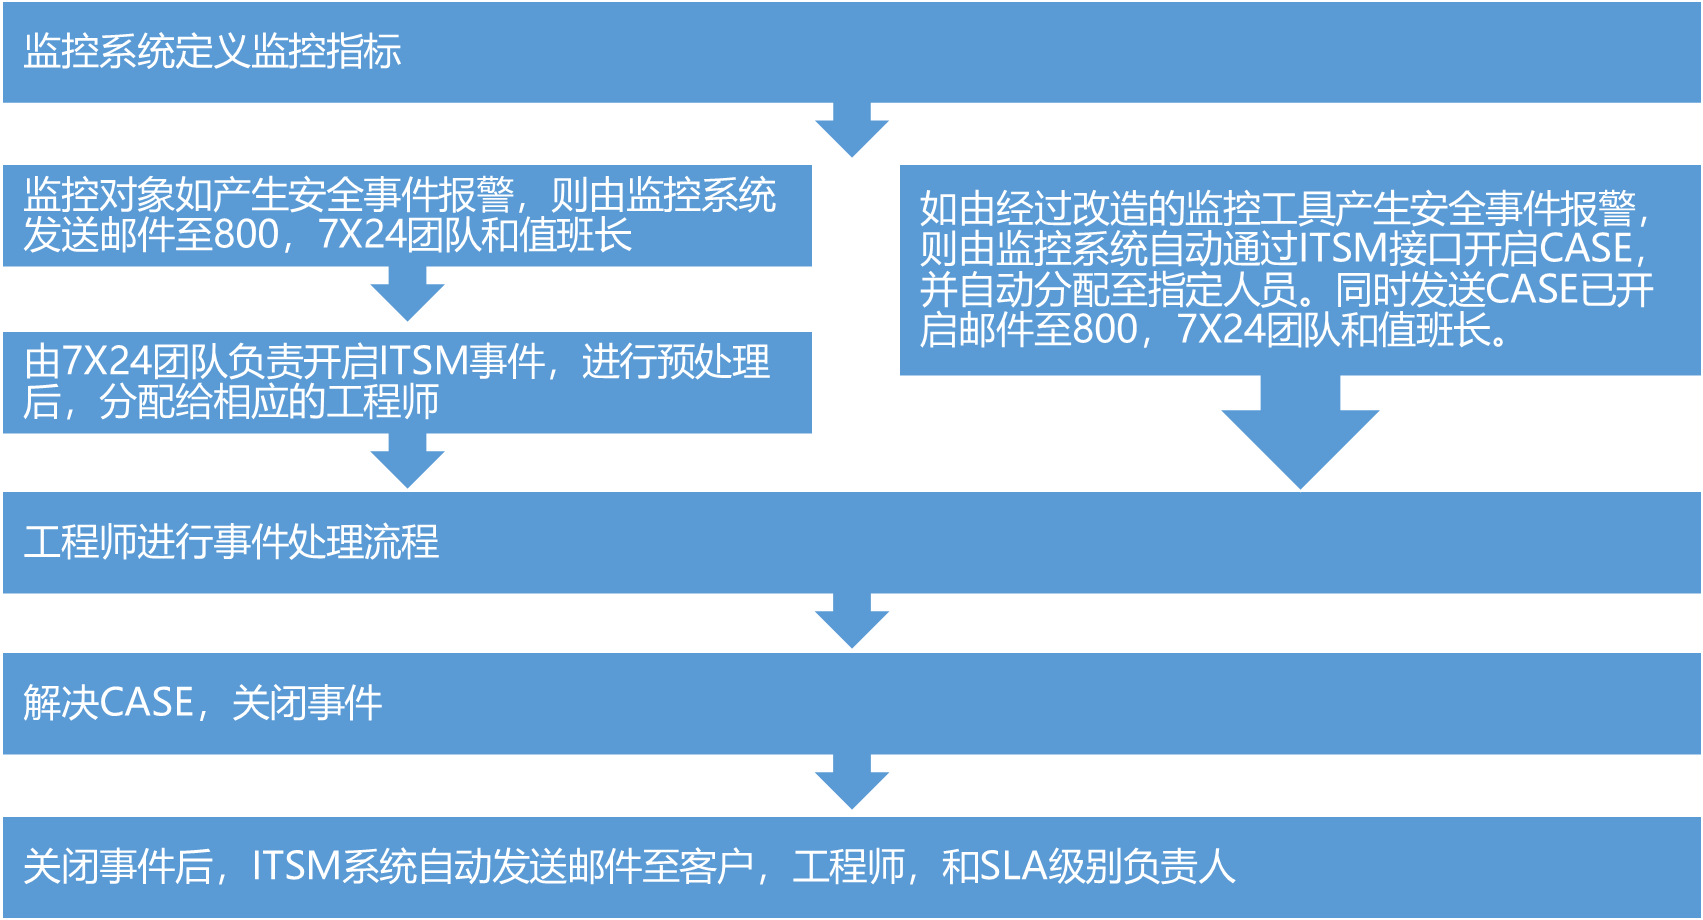 监控系统定义监控指标
监控对象如产生安全事件报警，则由监控系统
发送邮件至800，7X24团队和值班长
由7X24团队负责开启ITSM事件，进行预处理
后，分配给相应的工程师
如由经过改造的监控工具产生安全事件报警，
则由监控系统自动通过ITSM接口开启CASE，
并自动分配至指定人员。同时发送CASE已开
启邮件至800，7X24团队和值班长。
工程师进行事件处理流程
解决CASE，关闭事件
关闭事件后，ITSM系统自动发送邮件至客户，工程师，和SLA级别负责人